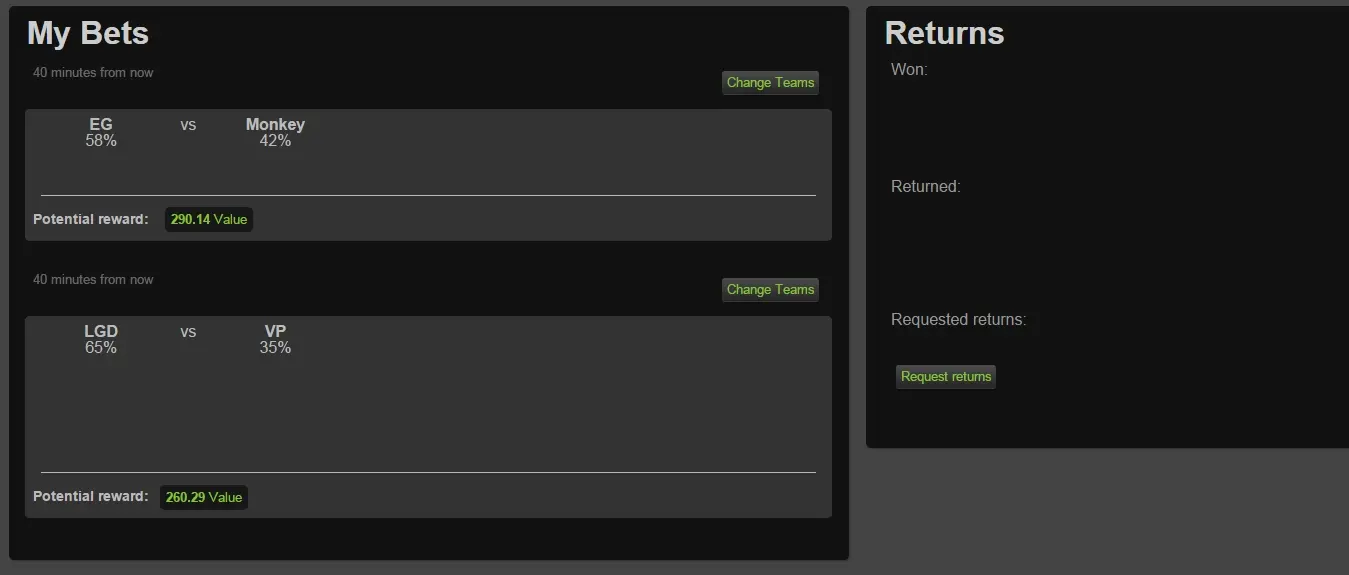 My Bets
40 minutes from now
Change Teams
EG vs Monkey
58% 42%
Potential reward: 290.14 Value
40 minutes from now
Change Teams
LGD vs VP
65% 35%
Potential reward: 260.29 Value
Returns
Won:
Returned:
Requested returns:
Request returns